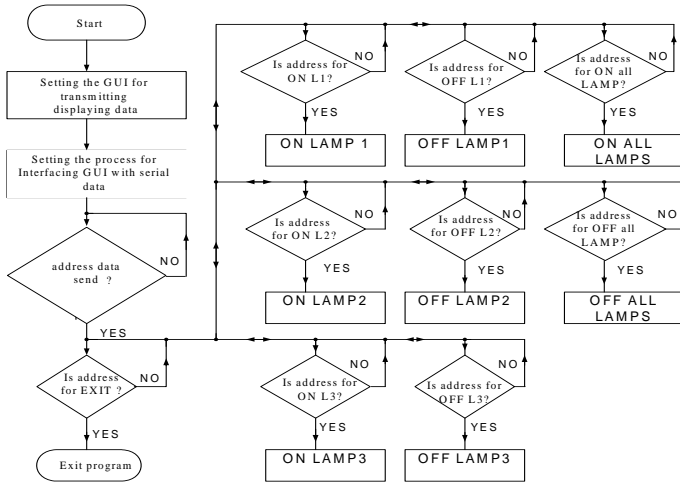 Start
Setting the GUI for
transmitting
displaying data
Setting the process for
Interfacing GUI with serial
data
address data
send ?
NO
YES
Is address
for EXIT ?
NO
YES
Exit program
Is address for
ON L1?
NO
YES
ON LAMP 1
Is address for
OFF L1?
NO
YES
OFF LAMP1
Is address
for ON all
LAMP?
NO
YES
ON ALL
LAMPS
Is address
for ON L2?
NO
YES
ON LAMP2
Is address
for OFF L2?
NO
YES
OFF LAMP2
Is address
for OFF all
LAMP?
NO
YES
OFF ALL
LAMPS
Is address for
ON L3?
NO
YES
ON LAMP3
Is address for
OFF L3?
NO
YES
OFF LAMP3